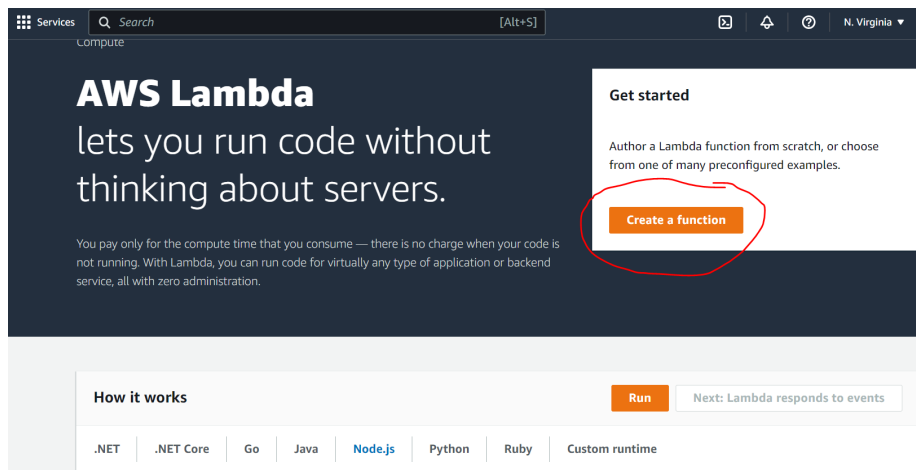 Services
Search [Alt+S]
N. Virginia
Compute
AWS Lambda
lets you run code without
thinking about servers.
You pay only for the compute time that you consume — there is no charge when your code is
not running. With Lambda, you can run code for virtually any type of application or backend
service, all with zero administration.
Get started
Author a Lambda function from scratch, or choose
from one of many preconfigured examples.
Create a function
How it works
Run
Next: Lambda responds to events
.NET
.NET Core
Go
Java
Node.js
Python
Ruby
Custom runtime